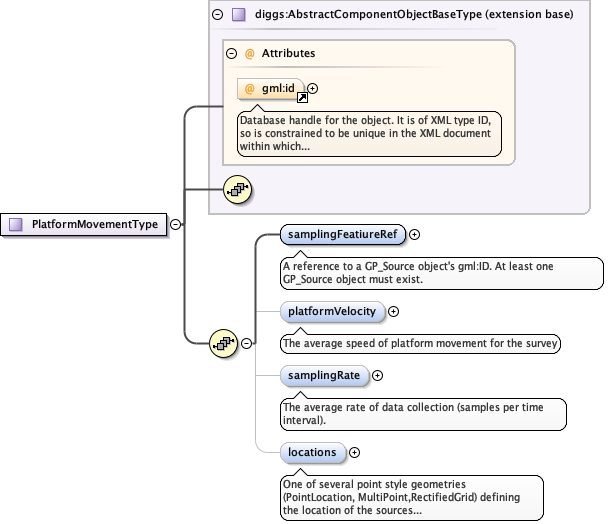 diggs:AbstractComponentObjectBaseType (extension base)
@ Attributes
@ gml:id
Database handle for the object. It is of XML type ID,
so is constrained to be unique in the XML document
within which...
PlatformMovementType
samplingFeatiureRef
A reference to a GP_Source object's gml:ID. At least one
GP_Source object must exist.
platformVelocity
The average speed of platform movement for the survey
samplingRate
The average rate of data collection (samples per time
interval).
locations
One of several point style geometries
(PointLocation, MultiPoint,RectifiedGrid) defining
the location of the sources...